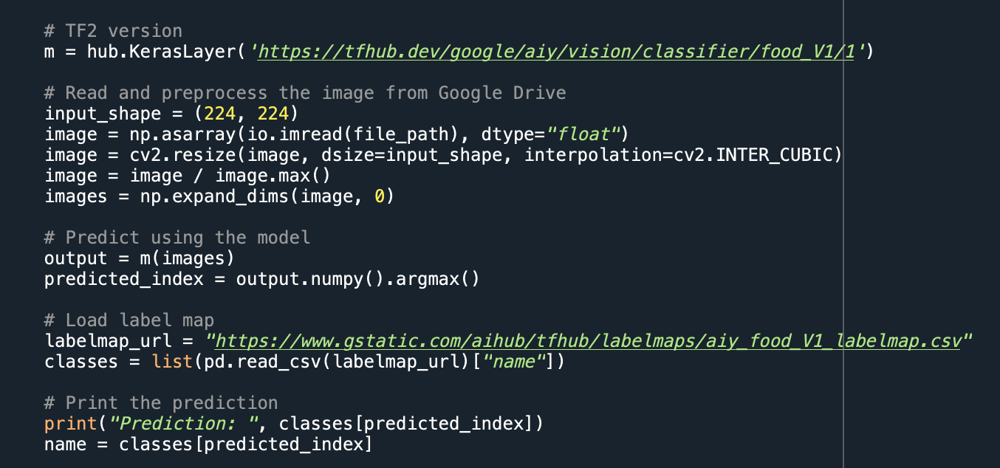 # TF2 version
m = hub.KerasLayer('https://tfhub.dev/google/aiy/vision/classifier/food_V1/1')
# Read and preprocess the image from Google Drive
input_shape = (224, 224)
image = np.asarray(io.imread(file_path), dtype="float")
image = cv2.resize(image, dsize=input_shape, interpolation=cv2.INTER_CUBIC)
image = image / image.max()
images = np.expand_dims(image, 0)
# Predict using the model
output = m(images)
predicted_index = output.numpy().argmax()
# Load label map
labelmap_url = "https://www.gstatic.com/aihub/tfhub/labelmaps/aiy_food_V1_labelmap.csv"
classes = list(pd.read_csv(labelmap_url)["name"])
# Print the prediction
print("Prediction: ", classes[predicted_index])
name = classes[predicted_index]